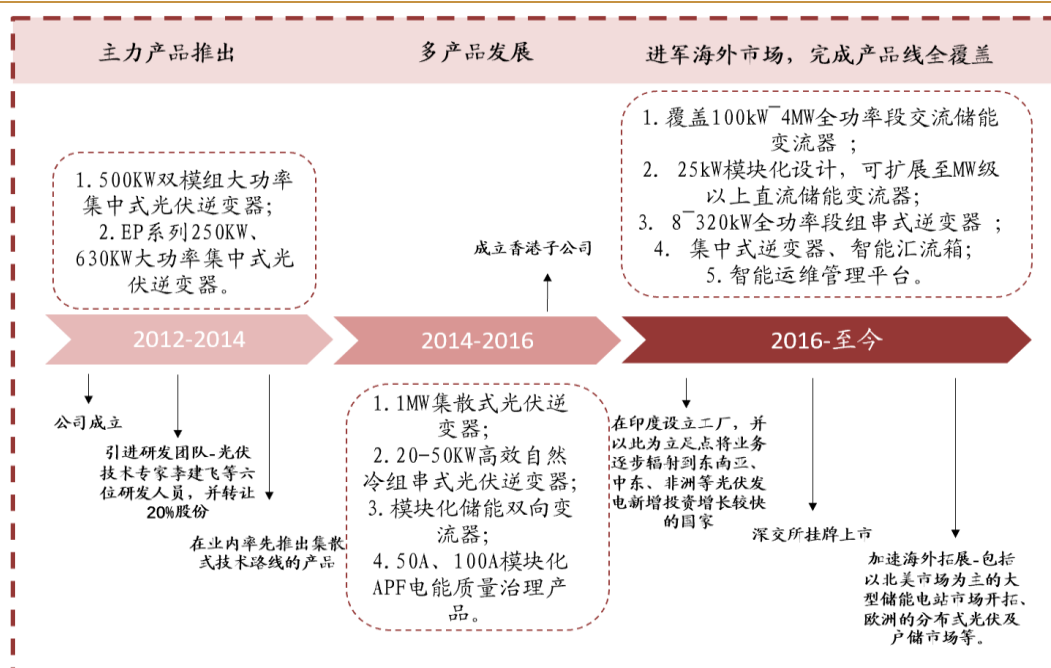 主力产品推出
多产品发展
进军海外市场，完成产品线全覆盖
1.500KW双模组大功率
集中式光伏逆变器；
2.EP系列250KW、
630KW大功率集中式光
伏逆变器。
成立香港子公司
1.覆盖100kW¯4MW全功率段交流储能
变流器 ；
2. 25kW模块化设计，可扩展至MW级
以上直流储能变流器；
3. 8¯320kW全功率段组串式逆变器 ；
4. 集中式逆变器、智能汇流箱；
5.智能运维管理平台。
2012-2014
2014-2016
2016-至今
公司成立
引进研发团队-光伏
技术专家李建飞等六
位研发人员，并转让
20%股份
在业内率先推出集散
式技术路线的产品
1.1MW集散式光伏逆
变器；
2.20-50KW高效自然
冷组串式光伏逆变器；
3.模块化储能双向变
流器；
4.50A、100A模块化
APF电能质量治理产
品。
在印度设立工厂，并
以此为立足点将业务
逐步辐射到东南亚、
中东、非洲等光伏发
电新增投资增长较快
的国家
深交所挂牌上市
加速海外拓展-包括
以北美市场为主的大
型储能电站市场开拓、
欧洲的分布式光伏及
户储市场等。